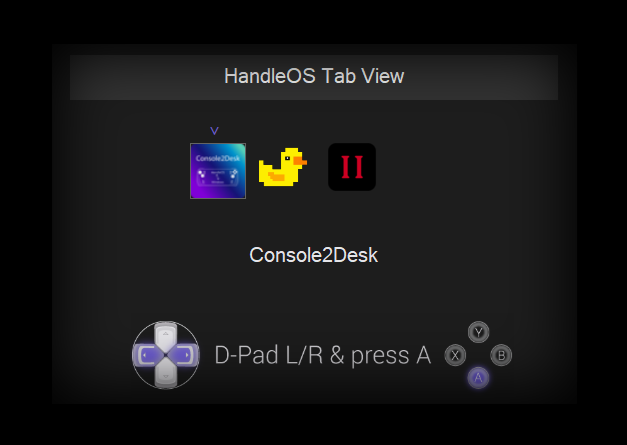 HandleOS Tab View
V
Console2Desk
II
Console2Desk
D-Pad L/R & press A
Y
X
B
A